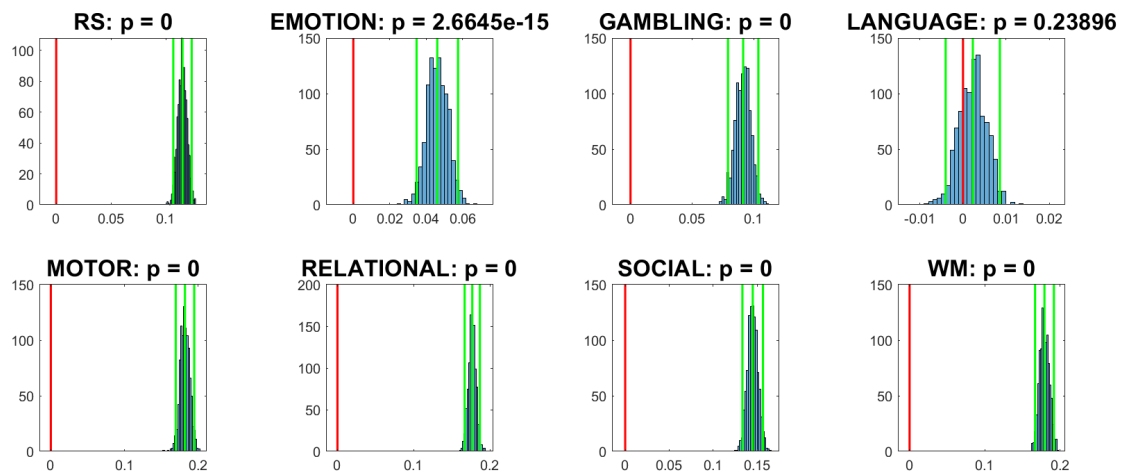 RS: p = 0
EMOTION: p = 2.6645e-15
GAMBLING: p = 0
LANGUAGE: p = 0.23896
100
80
60
40
20
0
0 0.05 0.1
150
100
50
0
0 0.02 0.04 0.06
150
100
50
0
0 0.05 0.1
150
100
50
0
-0.01 0 0.01 0.02
MOTOR: p = 0
RELATIONAL: p = 0
SOCIAL: p = 0
WM: p = 0
150
100
50
0
0 0.1 0.2
200
150
100
50
0
0 0.1 0.2
150
100
50
0
0 0.05 0.1 0.15
150
100
50
0
0 0.1 0.2